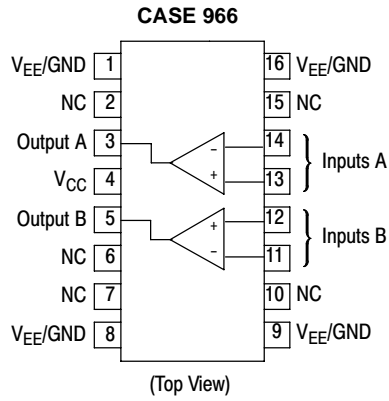 CASE 966
VEE/GND 1 16 VEE/GND
NC 2 15 NC
Output A 3 14
- + Inputs A
VCC 4 13
Output B 5 12
+ - Inputs B
NC 6 11
NC 7 10 NC
VEE/GND 8 9 VEE/GND
(Top View)